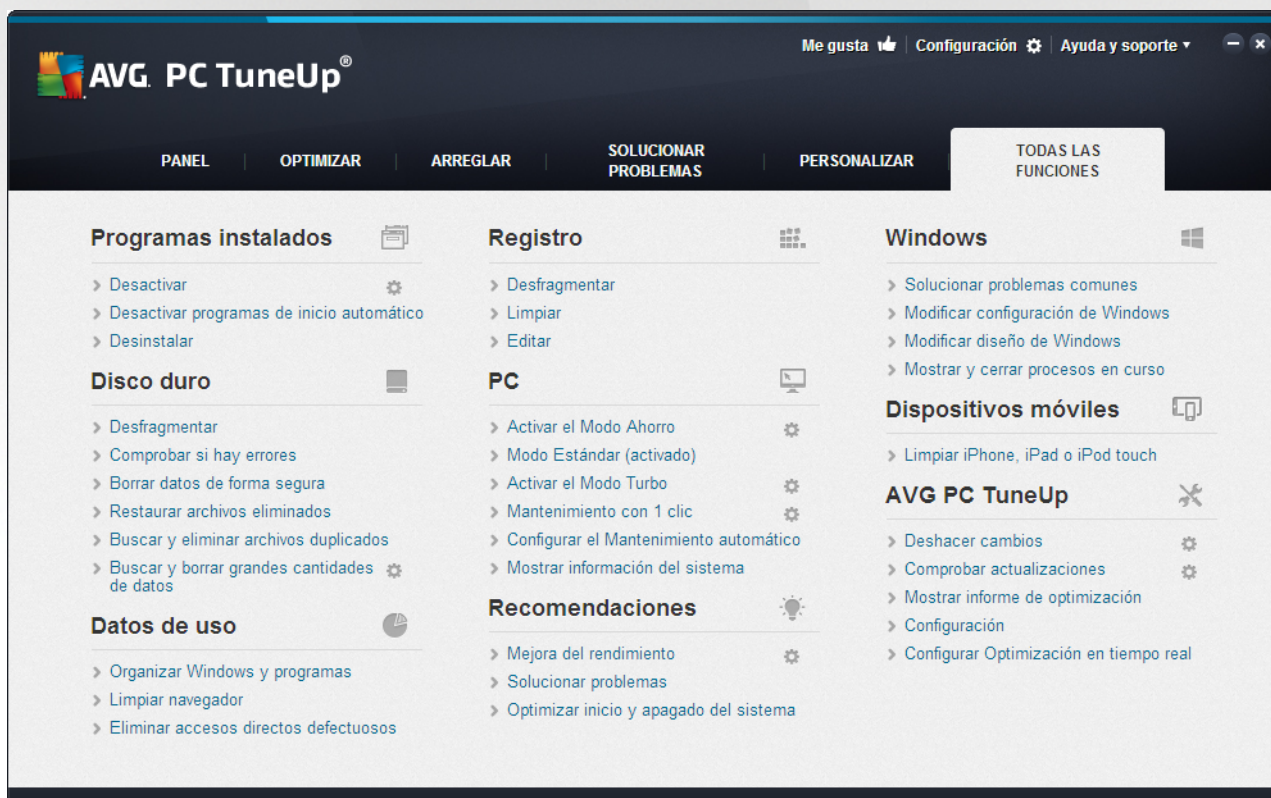 Me gusta | Configuración | Ayuda y soporte
AVG. PC TuneUp®
PANEL
OPTIMIZAR
ARREGLAR
SOLUCIONAR
PROBLEMAS
PERSONALIZAR
TODAS LAS
FUNCIONES
Programas instalados
Desactivar
Desactivar programas de inicio automático
Desinstalar
Disco duro
Desfragmentar
Comprobar si hay errores
Borrar datos de forma segura
Restaurar archivos eliminados
Buscar y eliminar archivos duplicados
Buscar y borrar grandes cantidades
de datos
Datos de uso
Organizar Windows y programas
Limpiar navegador
Eliminar accesos directos defectuosos
Registro
Desfragmentar
Limpiar
Editar
PC
Activar el Modo Ahorro
Modo Estándar (activado)
Activar el Modo Turbo
Mantenimiento con 1 clic
Configurar el Mantenimiento automático
Mostrar información del sistema
Recomendaciones
Mejora del rendimiento
Solucionar problemas
Optimizar inicio y apagado del sistema
Windows
Solucionar problemas comunes
Modificar configuración de Windows
Modificar diseño de Windows
Mostrar y cerrar procesos en curso
Dispositivos móviles
Limpiar iPhone, iPad o iPod touch
AVG PC TuneUp
Deshacer cambios
Comprobar actualizaciones
Mostrar informe de optimización
Configuración
Configurar Optimización en tiempo real